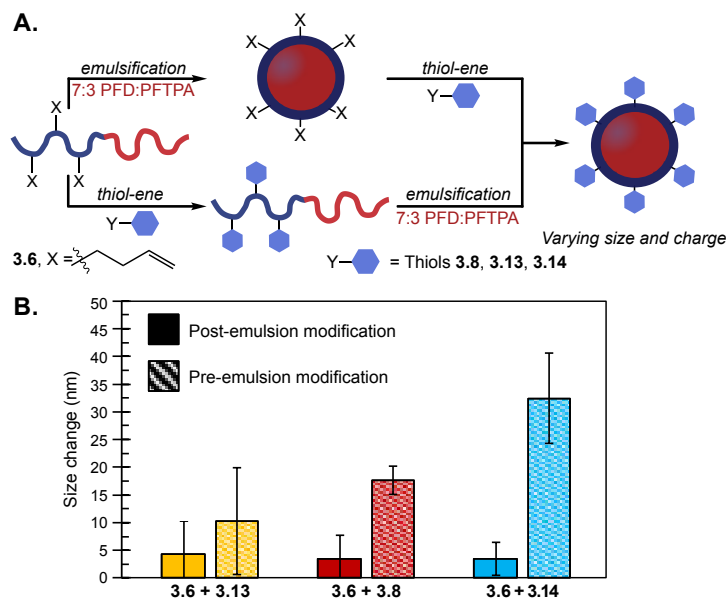 A.
X
X
X
X
X
X
emulsification
7:3 PFD:PFTPA
thiol-ene
Y
X
X
X
thiol-ene
Y
emulsification
7:3 PFD:PFTPA
Varying size and charge
3.6, X =
Y = Thiols 3.8, 3.13, 3.14
B.
50
45
40
35
30
25
20
15
10
5
0
Size change (nm)
Post-emulsion modification
Pre-emulsion modification
3.6 + 3.13
3.6 + 3.8
3.6 + 3.14